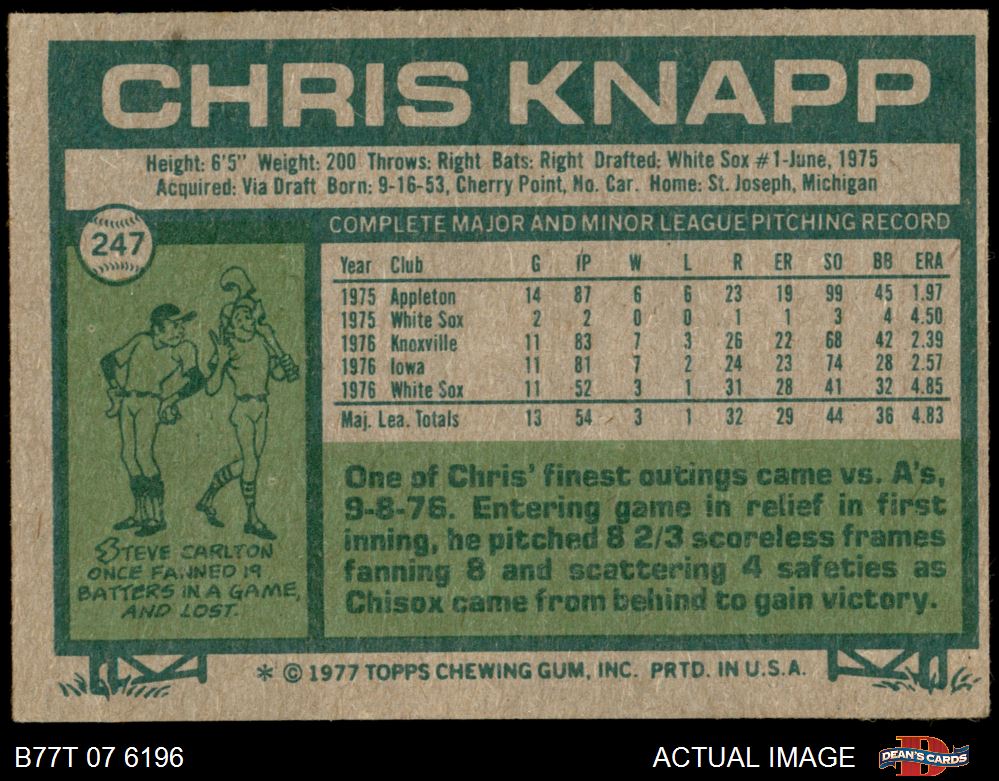 CHRIS KNAPP
Height: 6'5" Weight: 200 Throws: Right Bats: Right Drafted: White Sox #1-June, 1975
Acquired: Via Draft Born: 9-16-53, Cherry Point, No. Car. Home: St. Joseph, Michigan
247
COMPLETE MAJOR AND MINOR LEAGUE PITCHING RECORD
Year Club G IP W L R ER SO BB ERA
1975 Appleton 14 87 6 6 23 19 99 45 1.97
1975 White Sox 2 2 0 0 1 1 3 4 4.50
1976 Knoxville 11 83 7 3 26 22 68 42 2.39
1976 Iowa 11 81 7 2 24 23 74 28 2.57
1976 White Sox 11 52 3 1 31 28 41 32 4.85
Maj. Lea. Totals 13 54 3 1 32 29 44 36 4.83
STEVE CARLTON
ONCE FANNED 19
BATTERS IN A GAME,
AND LOST.
One of Chris' finest outings came vs. A's,
9-8-76. Entering game in relief in first
inning, he pitched 8 2/3 scoreless frames
fanning 8 and scattering 4 safeties as
Chisox came from behind to gain victory.
* © 1977 TOPPS CHEWING GUM, INC. PRTD. IN U.S.A.
B77T 07 6196
ACTUAL IMAGE
DEAN'S CARDS